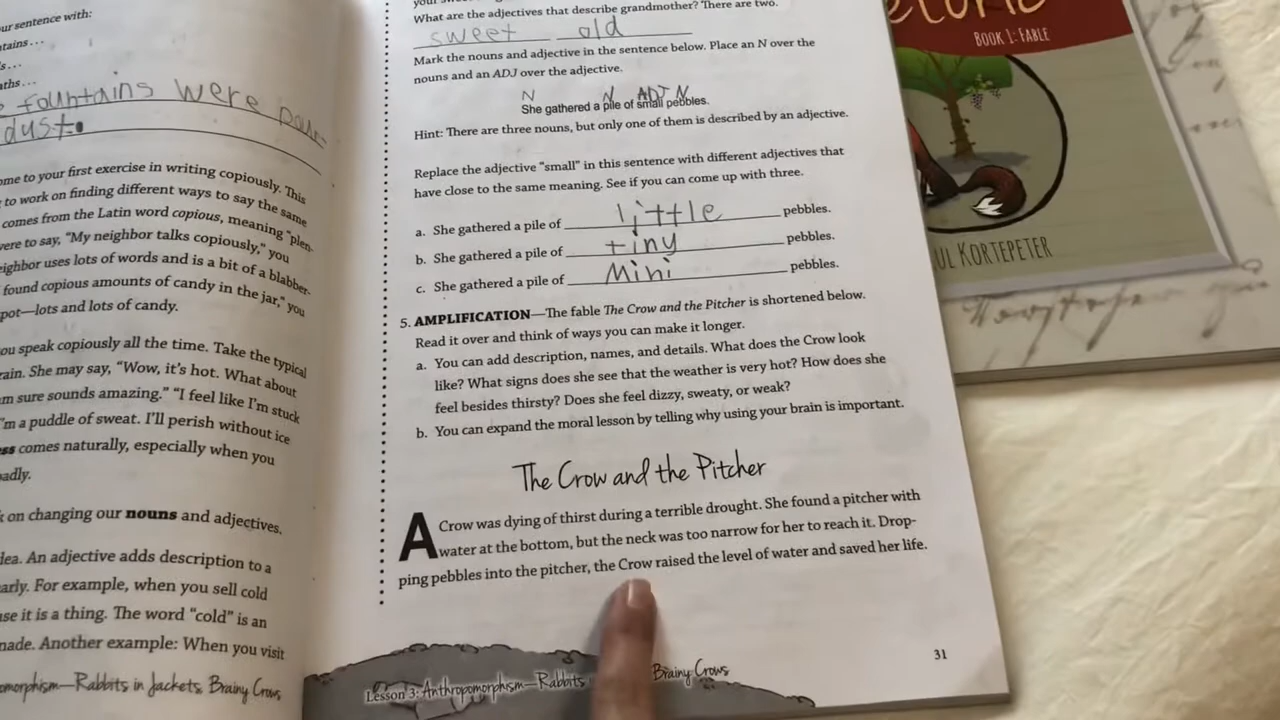 ur sentence with:
tains ...
s ...
ths ...
fountains were pour
dust.
ome to your first exercise in writing copiously. This
to work on finding different ways to say the same
comes from the Latin word copious, meaning "plen-
were to say, "My neighbor talks copiously," you
eighbor uses lots of words and is a bit of a blabber-
found copious amounts of candy in the jar," you
pot—lots and lots of candy.
ou speak copiously all the time. Take the typical
rain. She may say, "Wow, it's hot. What about
m sure sounds amazing." "I feel like I'm stuck
'm a puddle of sweat. I'll perish without ice
ess comes naturally, especially when you
adly.
k on changing our nouns and adjectives.
dea. An adjective adds description to a
early. For example, when you sell cold
use it is a thing. The word "cold" is an
nade. Another example: When you visit
omorphism—Rabbits in Jackets, Brainy Crows
What are the adjectives that describe grandmother? There are two.
sweet old
Mark the nouns and adjective in the sentence below. Place an N over the
nouns and an ADJ over the adjective.
N N ADJ N
She gathered a pile of small pebbles.
Hint: There are three nouns, but only one of them is described by an adjective.
Replace the adjective "small" in this sentence with different adjectives that
have close to the same meaning. See if you can come up with three.
a. She gathered a pile of little pebbles.
b. She gathered a pile of tiny pebbles.
c. She gathered a pile of Mini pebbles.
5. AMPLIFICATION—The fable The Crow and the Pitcher is shortened below.
Read it over and think of ways you can make it longer.
a. You can add description, names, and details. What does the Crow look
like? What signs does she see that the weather is very hot? How does she
feel besides thirsty? Does she feel dizzy, sweaty, or weak?
b. You can expand the moral lesson by telling why using your brain is important.
The Crow and the Pitcher
A Crow was dying of thirst during a terrible drought. She found a pitcher with
water at the bottom, but the neck was too narrow for her to reach it. Drop-
ping pebbles into the pitcher, the Crow raised the level of water and saved her life.
Lesson 3: Anthropomorphism—Rabbits Brainy Crows
31
BOOK 1: FABLE
UL KORTEPETER